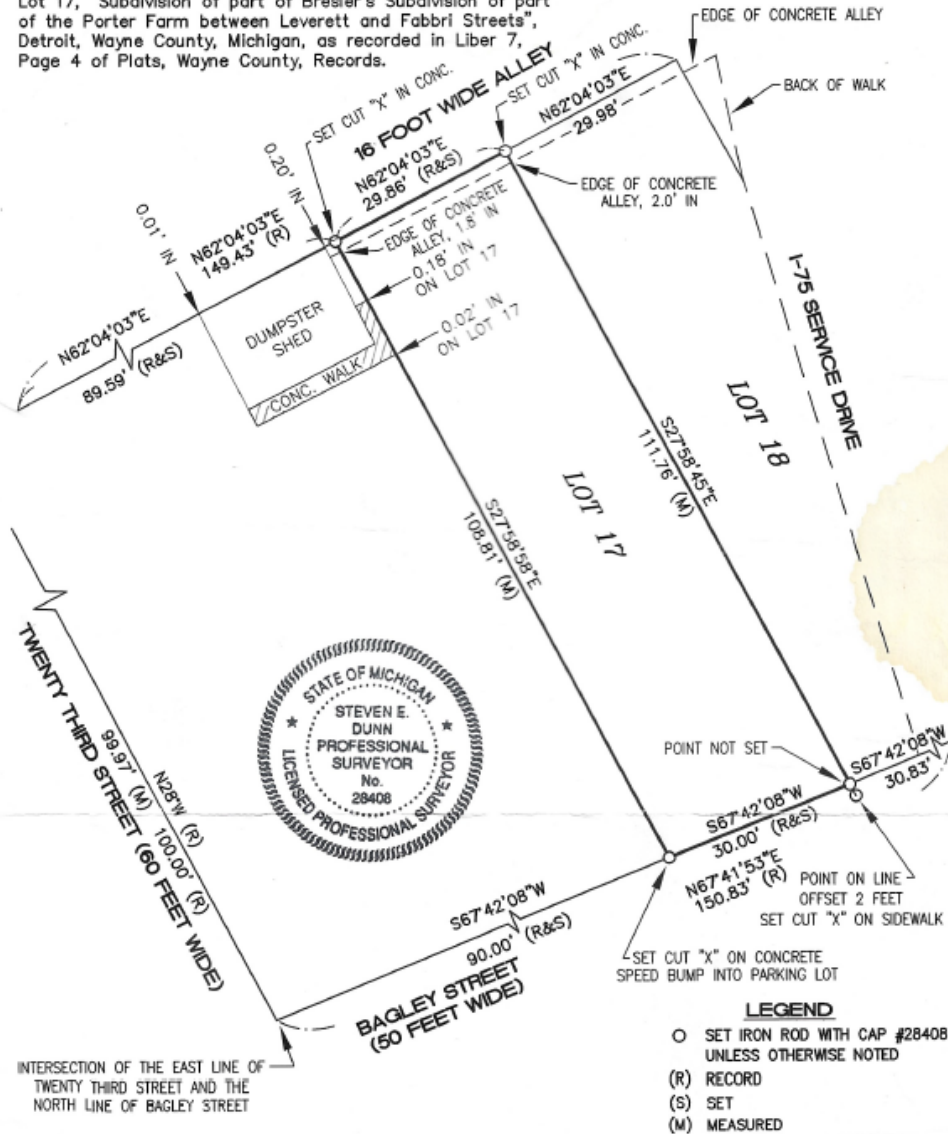 Lot 17, "Subdivision of part of Bresler's Subdivision of part
of the Porter Farm between Leverett and Fabbri Streets",
Detroit, Wayne County, Michigan, as recorded in Liber 7,
Page 4 of Plats, Wayne County, Records.
EDGE OF CONCRETE ALLEY
BACK OF WALK
SET CUT "X" IN CONC.
16 FOOT WIDE ALLEY
SET CUT "X" IN CONC.
N62°04'03"E
29.98'
N62°04'03"E
29.86' (R&S)
EDGE OF CONCRETE
ALLEY, 2.0' IN
0.20' IN
0.01' IN
N62°04'03"E
149.43' (R)
EDGE OF CONCRETE
ALLEY, 1.8' IN
0.18' IN
ON LOT 17
0.02' IN
ON LOT 17
N62°04'03"E
89.59' (R&S)
DUMPSTER
SHED
CONC. WALK
I-75 SERVICE DRIVE
LOT 18
LOT 17
S27°58'45"E
111.76' (M)
S27°58'58"E
108.81' (M)
TWENTY THIRD STREET (60 FEET WIDE)
99.97' (M) 100.00' (R)
N28°W (R)
STATE OF MICHIGAN
STEVEN E.
DUNN
PROFESSIONAL
SURVEYOR
No.
28408
LICENSED PROFESSIONAL SURVEYOR
POINT NOT SET
S67°42'08"W
30.83'
S67°42'08"W
30.00' (R&S)
N67°41'53"E
150.83' (R)
POINT ON LINE
OFFSET 2 FEET
SET CUT "X" ON SIDEWALK
S67°42'08"W
90.00' (R&S)
BAGLEY STREET
(50 FEET WIDE)
SET CUT "X" ON CONCRETE
SPEED BUMP INTO PARKING LOT
INTERSECTION OF THE EAST LINE OF
TWENTY THIRD STREET AND THE
NORTH LINE OF BAGLEY STREET
LEGEND
O SET IRON ROD WITH CAP #28408
UNLESS OTHERWISE NOTED
(R) RECORD
(S) SET
(M) MEASURED